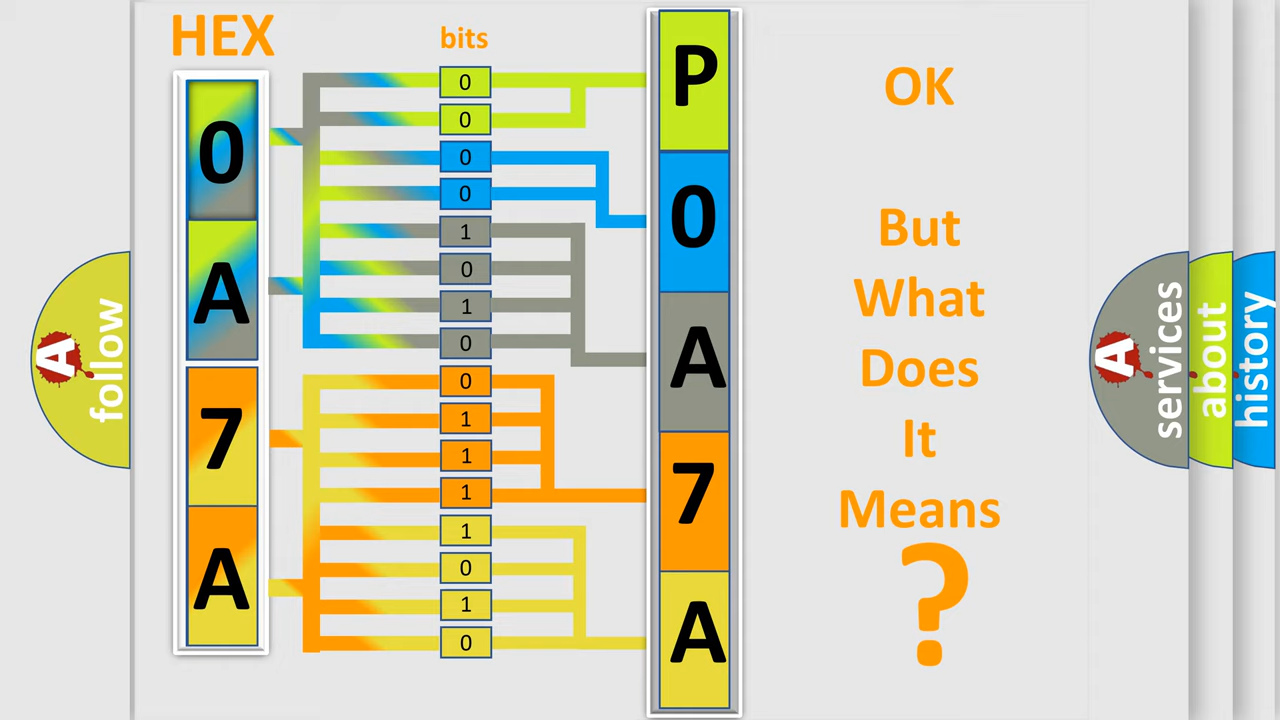 HEX
bits
0
A
7
A
0
0
0
0
1
0
1
0
0
1
1
1
1
0
1
0
P
0
A
7
A
OK
But
What
Does
It
Means
?
A
follow
A
services
about
history